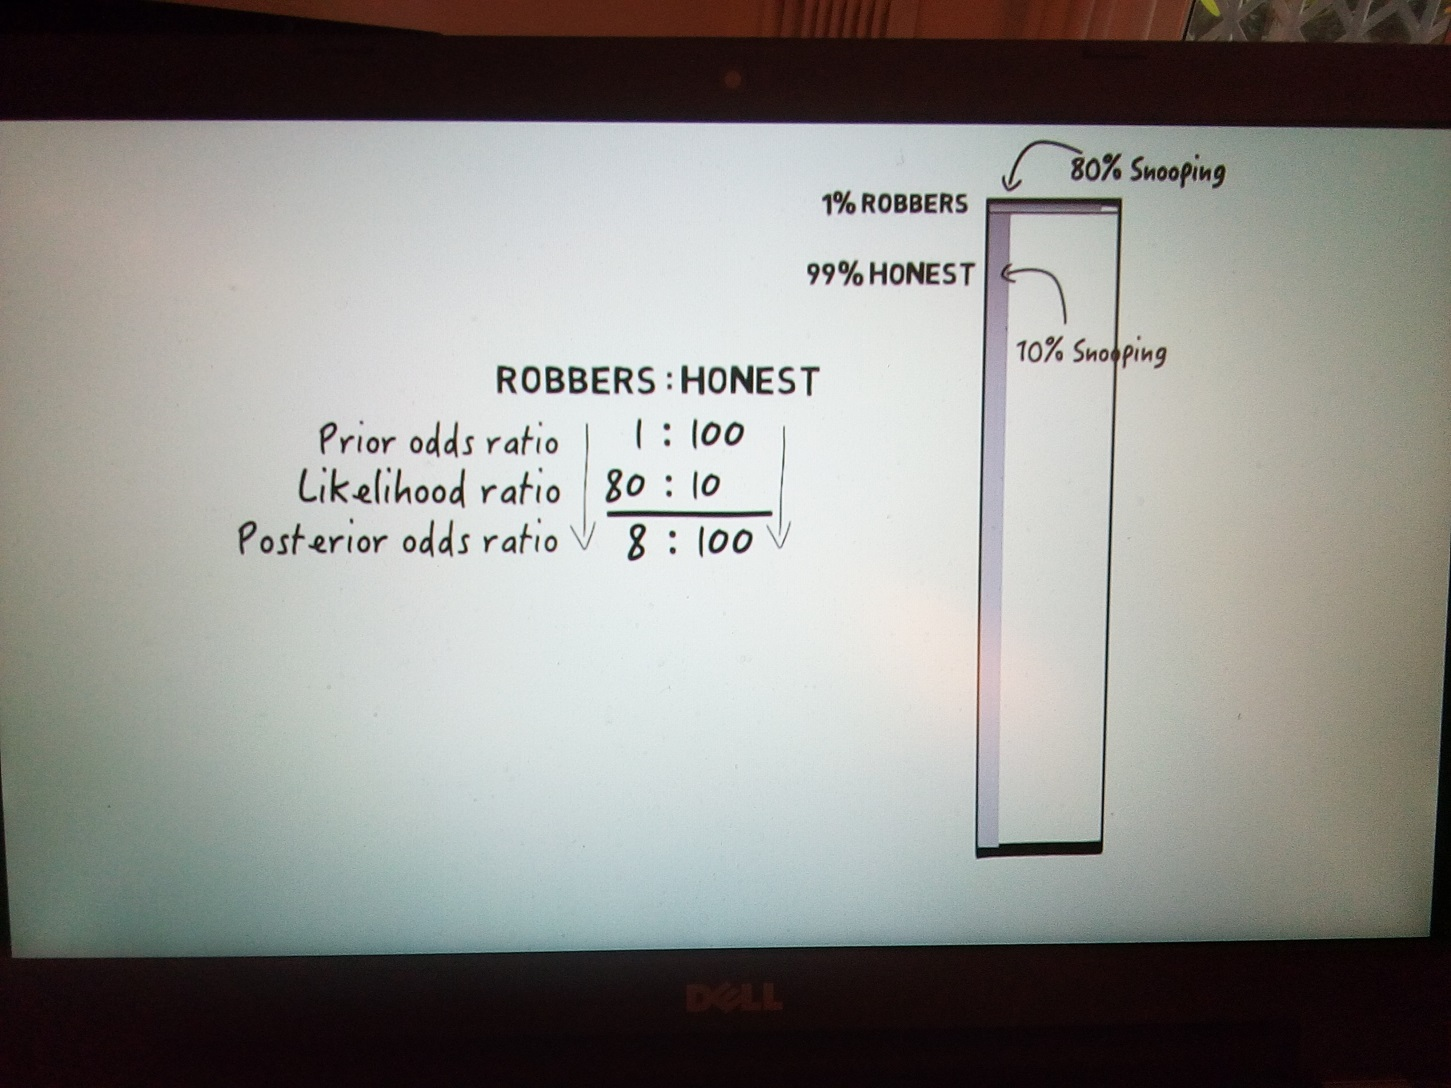 80% Snooping
1% ROBBERS
99% HONEST
10% Snooping
ROBBERS : HONEST
Prior odds ratio 1 : 100
Likelihood ratio 80 : 10
Posterior odds ratio 8 : 100
DELL